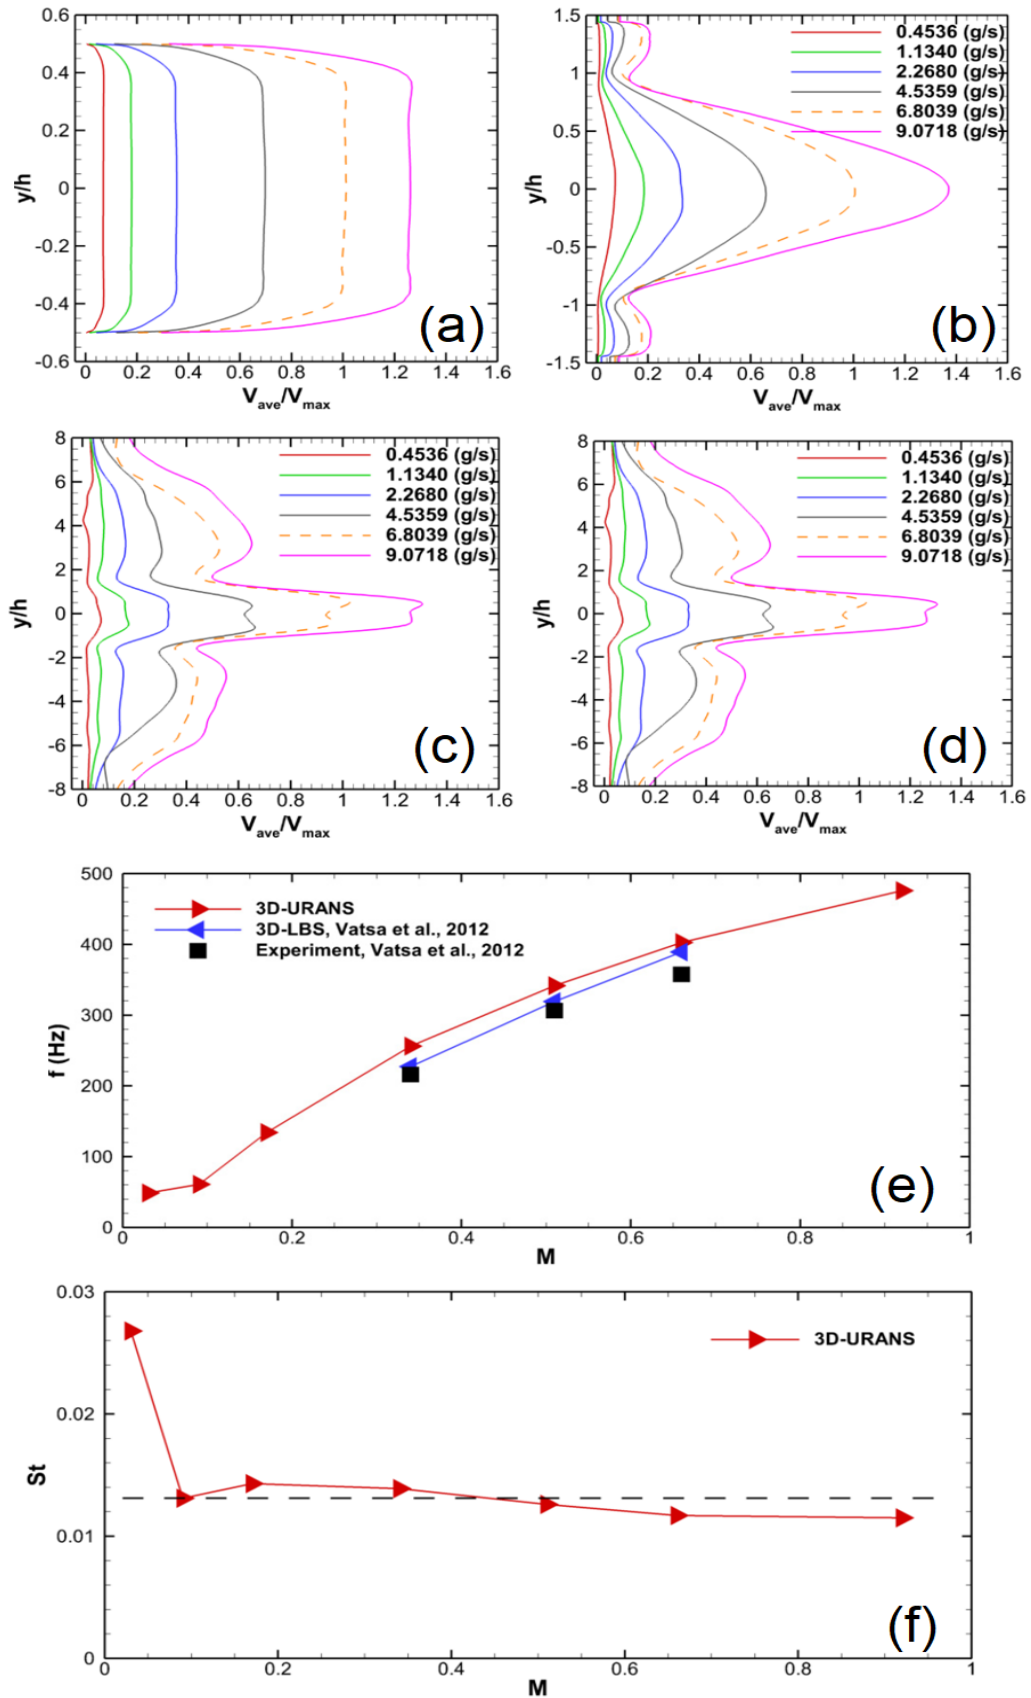 0.6
0.4
0.2
0
-0.2
-0.4
-0.6
y/h
0 0.2 0.4 0.6 0.8 1 1.2 1.4 1.6
Vave/Vmax
(a)
1.5
1
0.5
0
-0.5
-1
-1.5
y/h
0.4536 (g/s)
1.1340 (g/s)
2.2680 (g/s)
4.5359 (g/s)
6.8039 (g/s)
9.0718 (g/s)
0 0.2 0.4 0.6 0.8 1 1.2 1.4 1.6
Vave/Vmax
(b)
8
6
4
2
0
-2
-4
-6
-8
y/h
0.4536 (g/s)
1.1340 (g/s)
2.2680 (g/s)
4.5359 (g/s)
6.8039 (g/s)
9.0718 (g/s)
0 0.2 0.4 0.6 0.8 1 1.2 1.4 1.6
Vave/Vmax
(c)
8
6
4
2
0
-2
-4
-6
-8
y/h
0.4536 (g/s)
1.1340 (g/s)
2.2680 (g/s)
4.5359 (g/s)
6.8039 (g/s)
9.0718 (g/s)
0 0.2 0.4 0.6 0.8 1 1.2 1.4 1.6
Vave/Vmax
(d)
500
400
300
200
100
0
f (Hz)
3D-URANS
3D-LBS, Vatsa et al., 2012
Experiment, Vatsa et al., 2012
0 0.2 0.4 0.6 0.8 1
M
(e)
0.03
0.02
0.01
0
St
3D-URANS
0 0.2 0.4 0.6 0.8 1
M
(f)